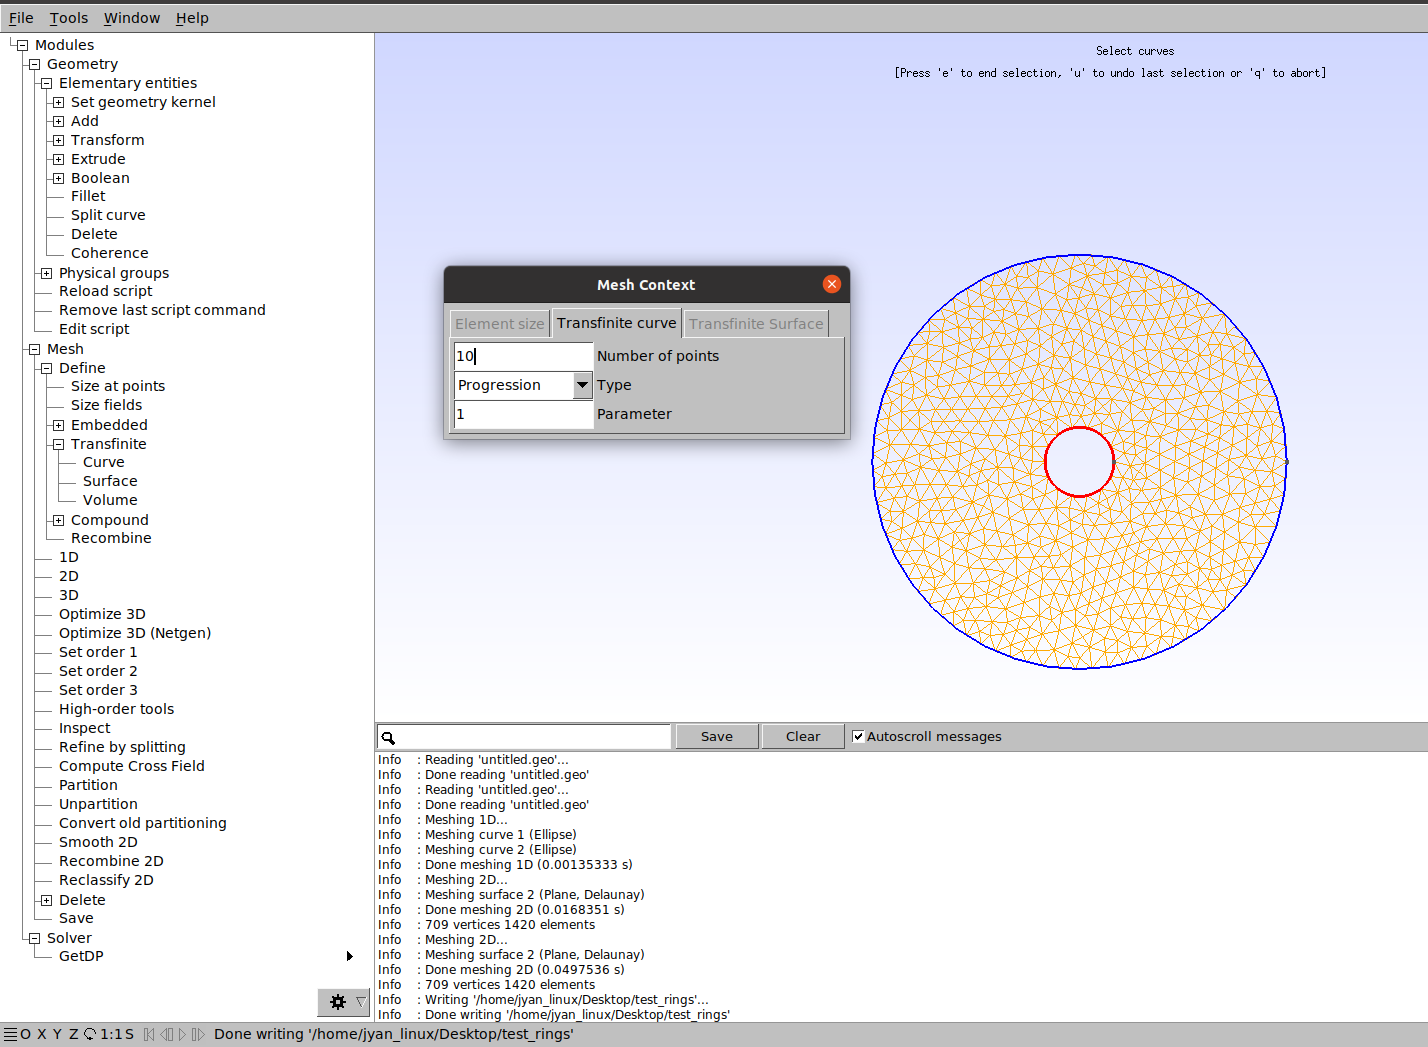 File Tools Window Help
Modules
Geometry
Elementary entities
Set geometry kernel
Add
Transform
Extrude
Boolean
Fillet
Split curve
Delete
Coherence
Physical groups
Reload script
Remove last script command
Edit script
Mesh
Define
Size at points
Size fields
Embedded
Transfinite
Curve
Surface
Volume
Compound
Recombine
1D
2D
3D
Optimize 3D
Optimize 3D (Netgen)
Set order 1
Set order 2
Set order 3
High-order tools
Inspect
Refine by splitting
Compute Cross Field
Partition
Unpartition
Convert old partitioning
Smooth 2D
Recombine 2D
Reclassify 2D
Delete
Save
Solver
GetDP
Select curves
[Press 'e' to end selection, 'u' to undo last selection or 'q' to abort]
Mesh Context
Element size Transfinite curve Transfinite Surface
10 Number of points
Progression Type
1 Parameter
Save Clear Autoscroll messages
Info : Reading 'untitled.geo'...
Info : Done reading 'untitled.geo'
Info : Reading 'untitled.geo'...
Info : Done reading 'untitled.geo'
Info : Meshing 1D...
Info : Meshing curve 1 (Ellipse)
Info : Meshing curve 2 (Ellipse)
Info : Done meshing 1D (0.00135333 s)
Info : Meshing 2D...
Info : Meshing surface 2 (Plane, Delaunay)
Info : Done meshing 2D (0.0168351 s)
Info : 709 vertices 1420 elements
Info : Meshing 2D...
Info : Meshing surface 2 (Plane, Delaunay)
Info : Done meshing 2D (0.0497536 s)
Info : 709 vertices 1420 elements
Info : Writing '/home/jyan_linux/Desktop/test_rings'...
Info : Done writing '/home/jyan_linux/Desktop/test_rings'
O X Y Z 1:1 S Done writing '/home/jyan_linux/Desktop/test_rings'